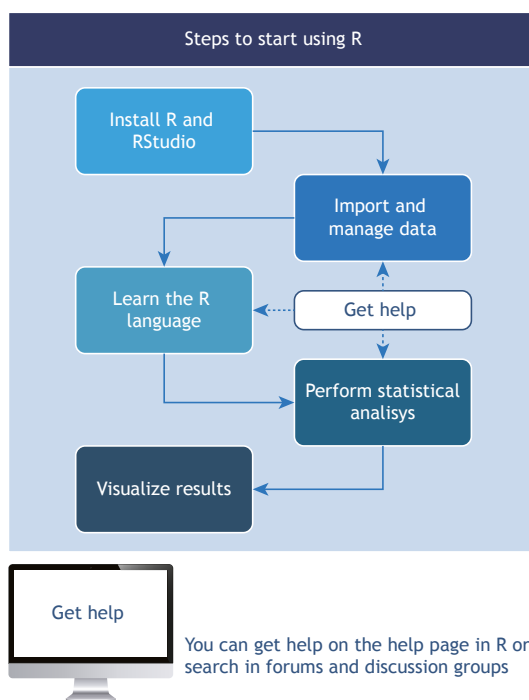 Steps to start using R
Install R and
RStudio
Import and
manage data
Learn the R
language
Get help
Perform statistical
analisys
Visualize results
Get help
You can get help on the help page in R or
search in forums and discussion groups